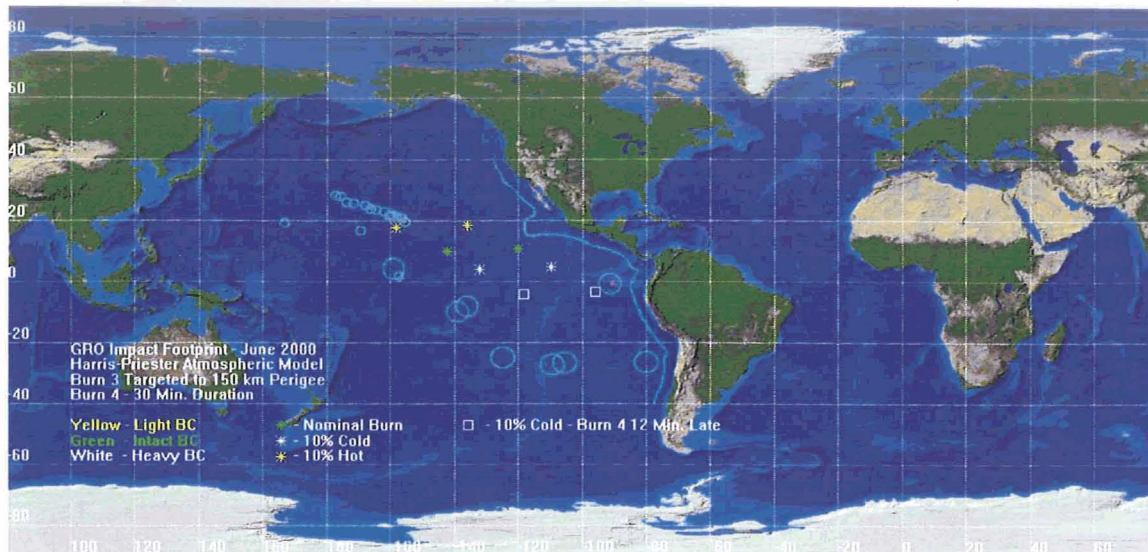 80
60
40
20
0
20
GRO Impact Footprint - June 2000
Harris-Priester Atmospheric Model
Burn 3 Targeted to 150 km Perigee
40
Burn 4 - 30 Min. Duration
Yellow - Light BC
- Nominal Burn
- 10% Cold - Burn 4 12 Min. Late
Green - Intact BC
- 10% Cold
60
White - Heavy BC
- 10% Hot
80
100 120 140 160 180 160 140 120 100 80 60 40 20 0 20 40 60